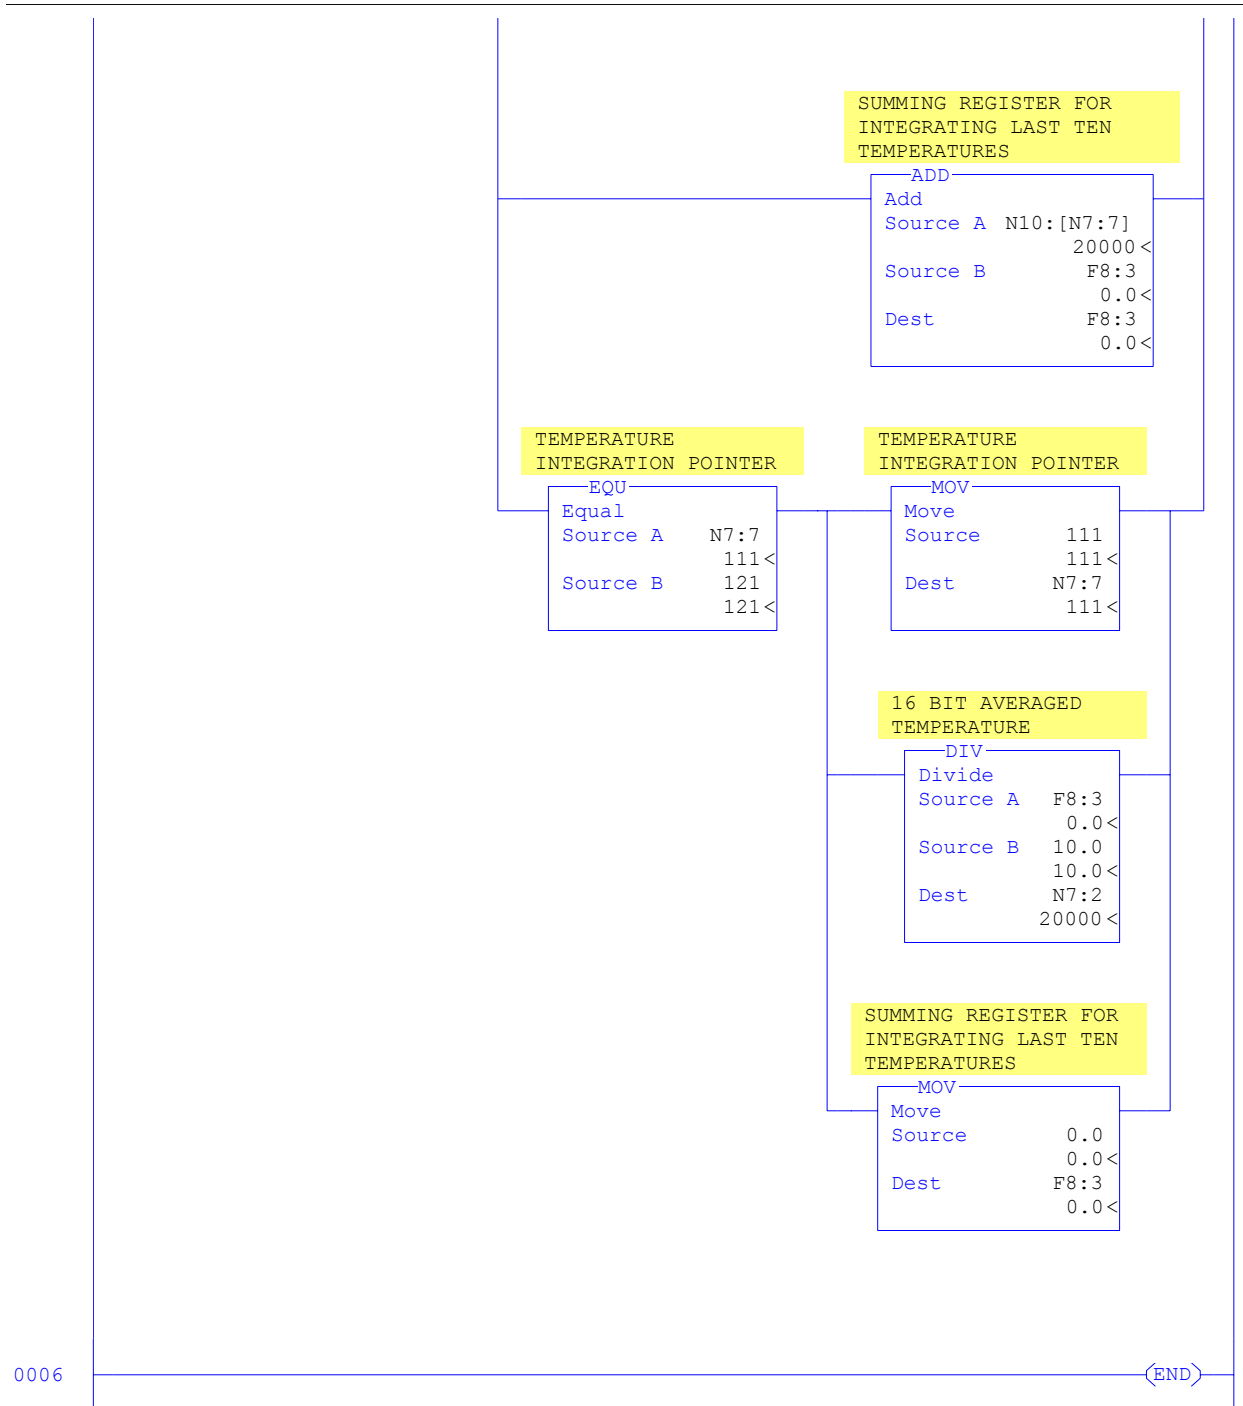 SUMMING REGISTER FOR
INTEGRATING LAST TEN
TEMPERATURES
ADD
Add
Source A N10:[N7:7]
20000<
Source B F8:3
0.0<
Dest F8:3
0.0<
TEMPERATURE
INTEGRATION POINTER
EQU
Equal
Source A N7:7
111<
Source B 121
121<
TEMPERATURE
INTEGRATION POINTER
MOV
Move
Source 111
111<
Dest N7:7
111<
16 BIT AVERAGED
TEMPERATURE
DIV
Divide
Source A F8:3
0.0<
Source B 10.0
10.0<
Dest N7:2
20000<
SUMMING REGISTER FOR
INTEGRATING LAST TEN
TEMPERATURES
MOV
Move
Source 0.0
0.0<
Dest F8:3
0.0<
0006 (END)